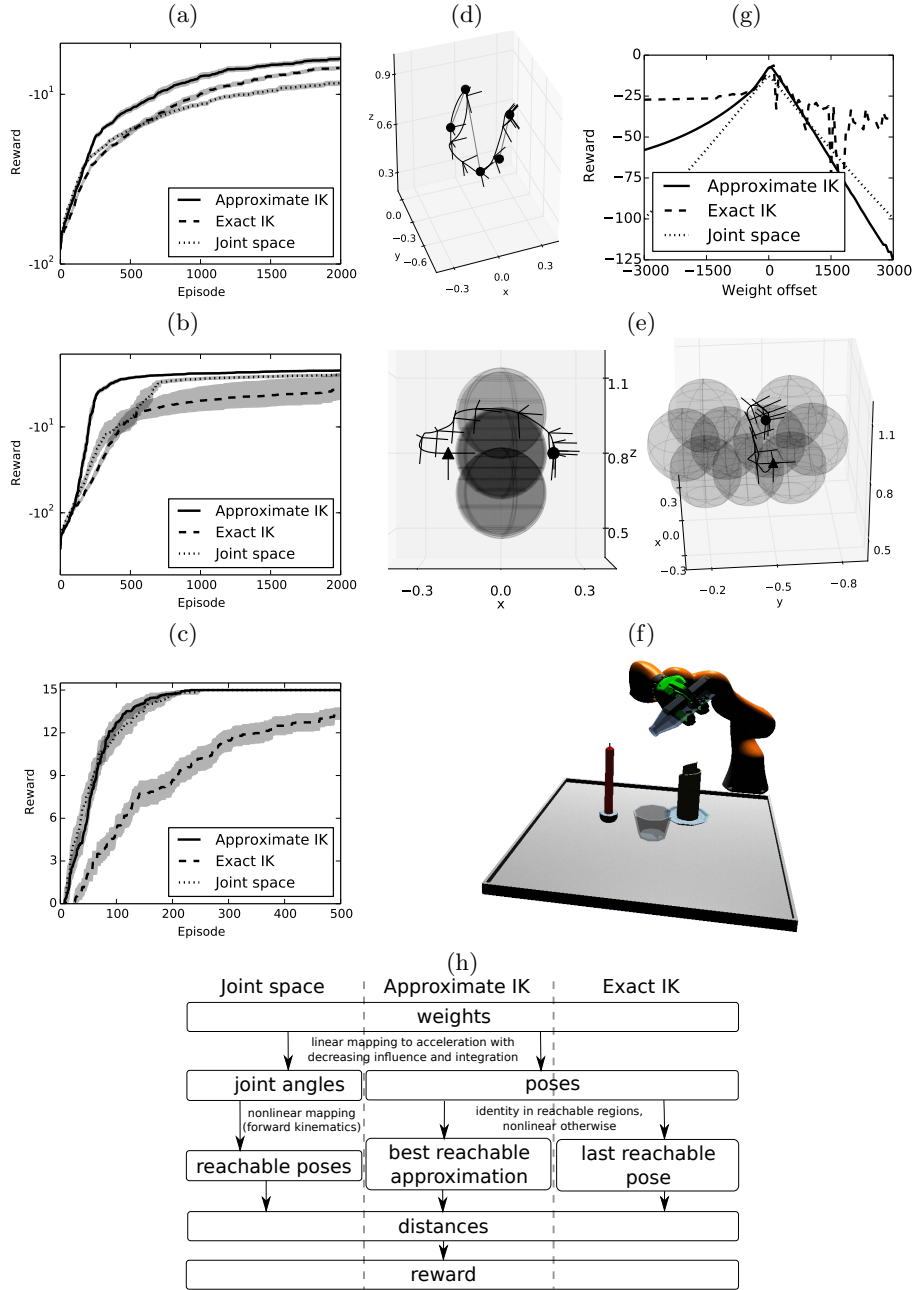 (a)
-10^1
-10^2
Reward
0 500 1000 1500 2000
Episode
Approximate IK
Exact IK
Joint space
(d)
0.9
0.6
0.3
z
0.0
−0.3
−0.6
y
−0.3
0.0
0.3
x
(g)
0
−25
−50
−75
−100
−125
Reward
−3000 −1500 0 1500 3000
Weight offset
Approximate IK
Exact IK
Joint space
(b)
-10^1
-10^2
Reward
0 500 1000 1500 2000
Episode
Approximate IK
Exact IK
Joint space
(e)
1.1
0.8
z
0.5
−0.3 0.0 0.3
x
1.1
0.8
0.5
0.3
x 0.0
−0.3
−0.2 −0.5 −0.8
y
(c)
15
12
9
6
3
0
Reward
0 100 200 300 400 500
Episode
Approximate IK
Exact IK
Joint space
(f)
(h)
Joint space Approximate IK Exact IK
weights
linear mapping to acceleration with
decreasing influence and integration
joint angles poses
nonlinear mapping
(forward kinematics)
identity in reachable regions,
nonlinear otherwise
reachable poses
best reachable
approximation
last reachable
pose
distances
reward